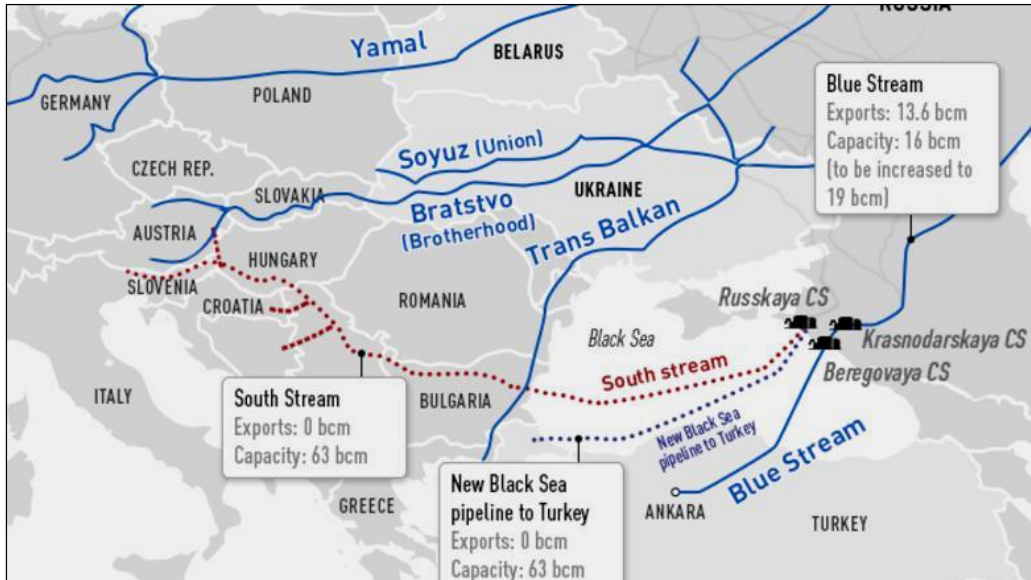 RUSSIA
Yamal
BELARUS
GERMANY
POLAND
Blue Stream
Exports: 13.6 bcm
Capacity: 16 bcm
(to be increased to
19 bcm)
CZECH REP.
Soyuz (Union)
SLOVAKIA
UKRAINE
Bratstvo
(Brotherhood)
Trans Balkan
AUSTRIA
HUNGARY
SLOVENIA
CROATIA
ROMANIA
Russkaya CS
Black Sea
Krasnodarskaya CS
Beregovaya CS
South stream
ITALY
South Stream
Exports: 0 bcm
Capacity: 63 bcm
BULGARIA
New Black Sea
pipeline to Turkey
Blue Stream
New Black Sea
pipeline to Turkey
Exports: 0 bcm
Capacity: 63 bcm
GREECE
ANKARA
TURKEY